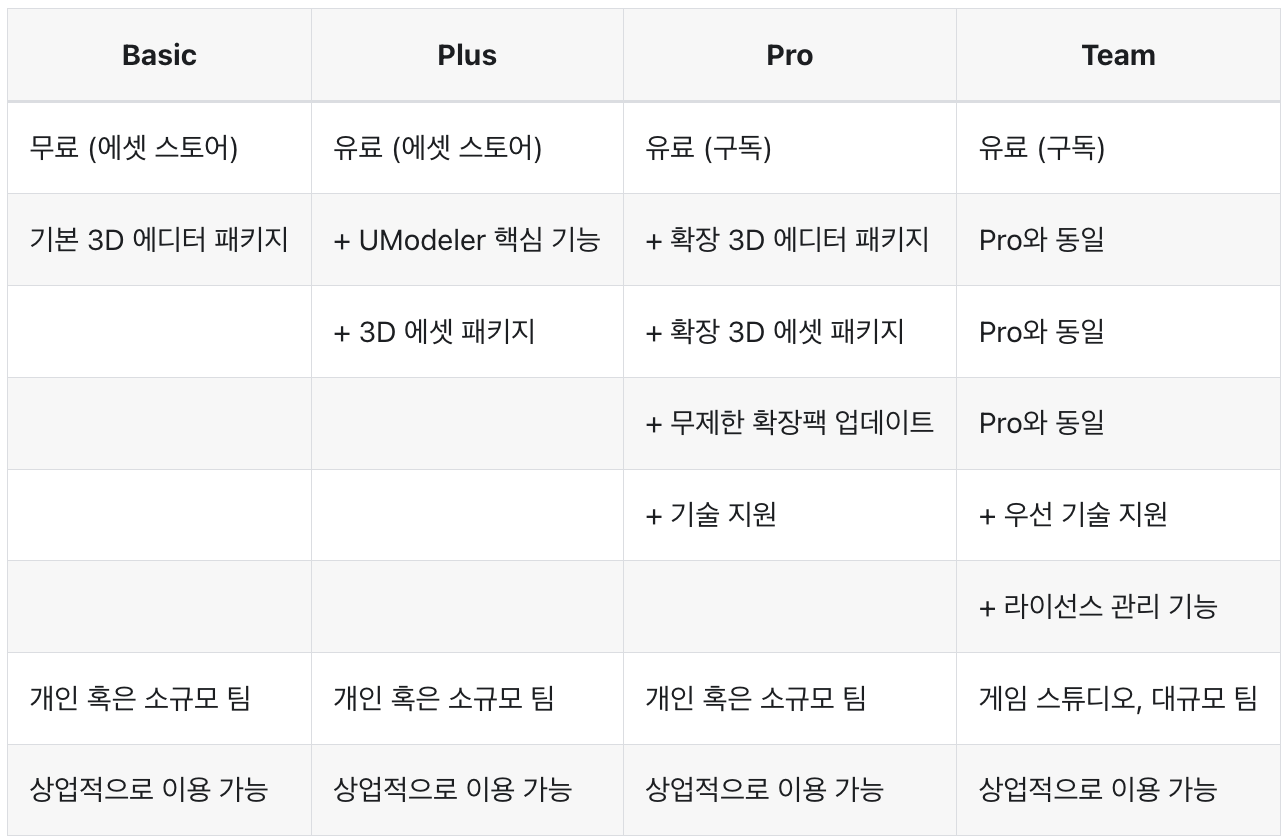 Basic Plus Pro Team
무료 (에셋 스토어) 유료 (에셋 스토어) 유료 (구독) 유료 (구독)
기본 3D 에디터 패키지 + UModeler 핵심 기능 + 확장 3D 에디터 패키지 Pro와 동일
+ 3D 에셋 패키지 + 확장 3D 에셋 패키지 Pro와 동일
+ 무제한 확장팩 업데이트 Pro와 동일
+ 기술 지원 + 우선 기술 지원
+ 라이선스 관리 기능
개인 혹은 소규모 팀 개인 혹은 소규모 팀 개인 혹은 소규모 팀 게임 스튜디오, 대규모 팀
상업적으로 이용 가능 상업적으로 이용 가능 상업적으로 이용 가능 상업적으로 이용 가능